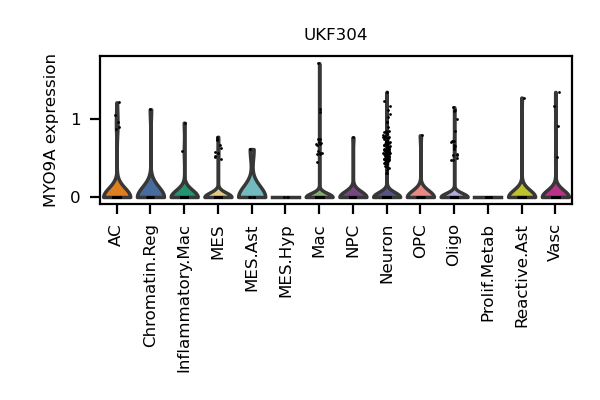 UKF304
MYO9A expression
1
0
AC
Chromatin.Reg
Inflammatory.Mac
MES
MES.Ast
MES.Hyp
Mac
NPC
Neuron
OPC
Oligo
Prolif.Metab
Reactive.Ast
Vasc